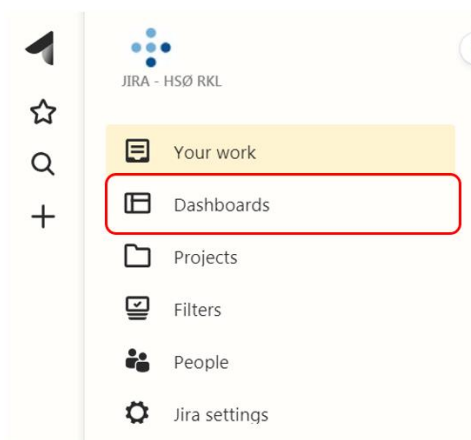 JIRA - HSØ RKL
Your work
Dashboards
Projects
Filters
People
Jira settings